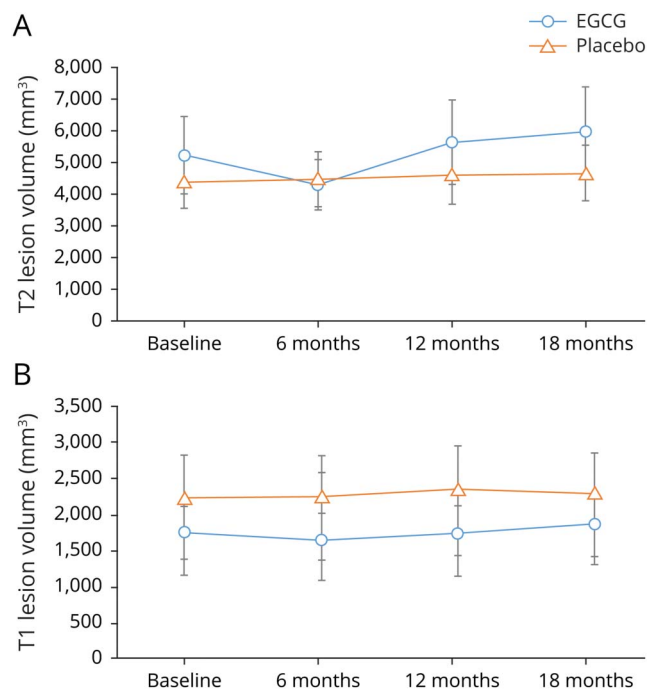 A
EGCG
Placebo
T2 lesion volume (mm³)
8,000
7,000
6,000
5,000
4,000
3,000
2,000
1,000
0
Baseline 6 months 12 months 18 months
B
T1 lesion volume (mm³)
3,500
3,000
2,500
2,000
1,500
1,000
500
0
Baseline 6 months 12 months 18 months